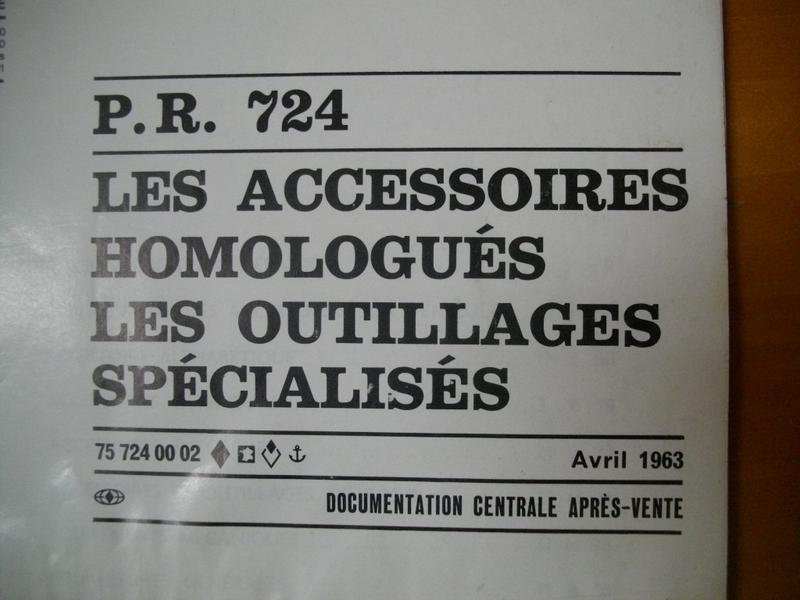 P.R. 724
LES ACCESSOIRES
HOMOLOGUÉS
LES OUTILLAGES
SPÉCIALISÉS
75 724 00 02
Avril 1963
DOCUMENTATION CENTRALE APRÈS-VENTE